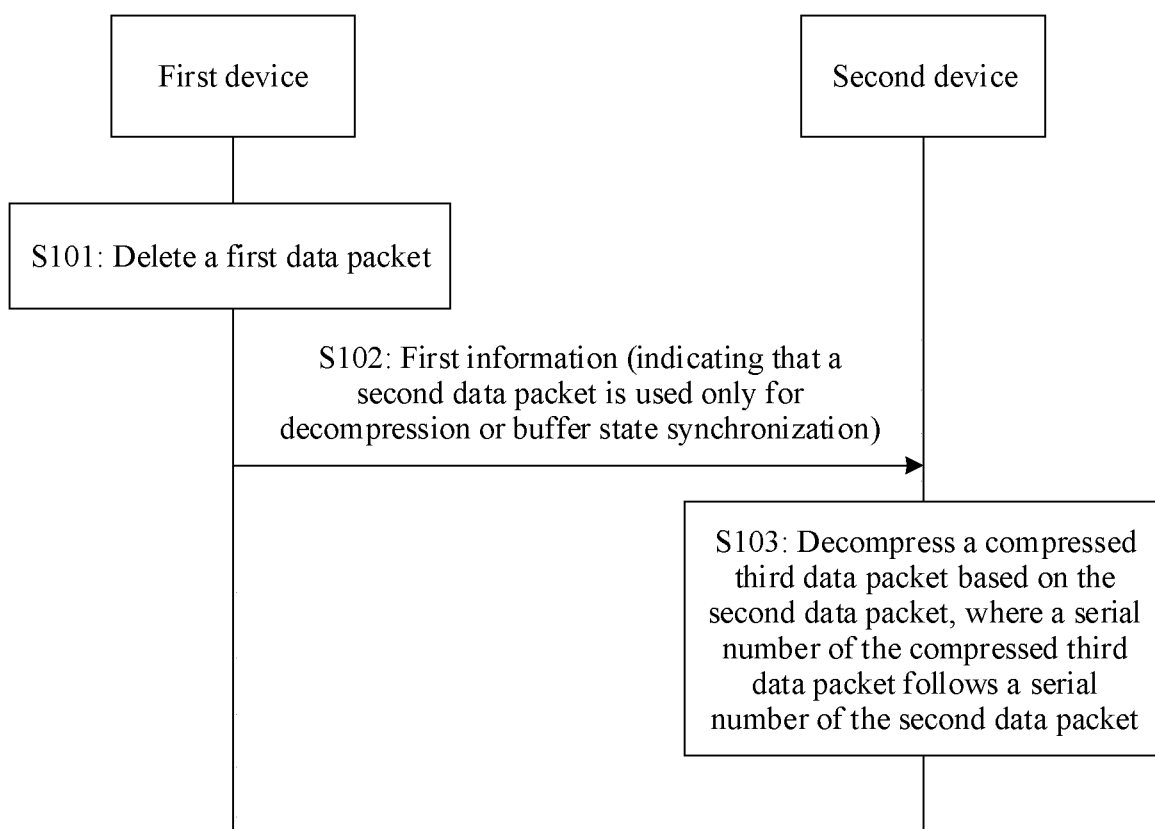 First device
Second device
S101: Delete a first data packet
S102: First information (indicating that a
second data packet is used only for
decompression or buffer state synchronization)
S103: Decompress a compressed
third data packet based on the
second data packet, where a serial
number of the compressed third
data packet follows a serial
number of the second data packet